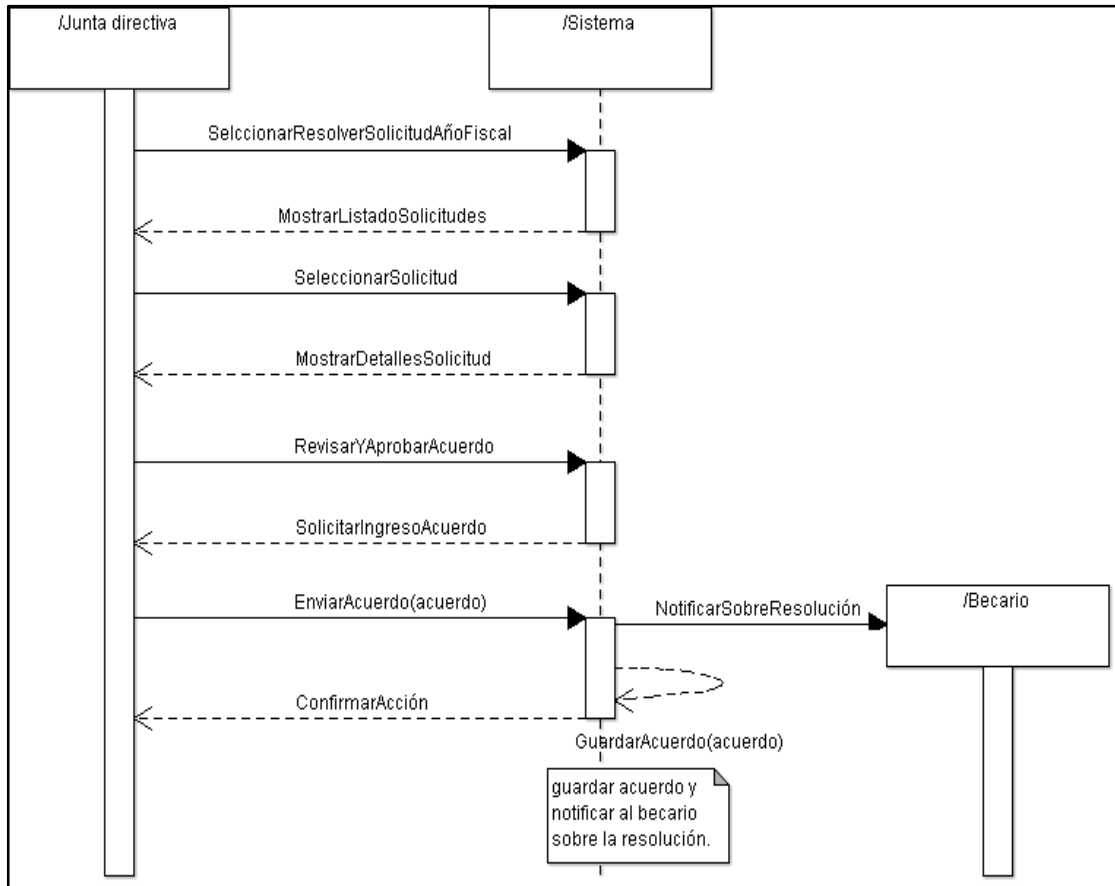 /Junta directiva
/Sistema
SelccionarResolverSolicitudAñoFiscal
MostrarListadoSolicitudes
SeleccionarSolicitud
MostrarDetallesSolicitud
RevisarYAprobarAcuerdo
SolicitarIngresoAcuerdo
EnviarAcuerdo(acuerdo)
NotificarSobreResolución
/Becario
ConfirmarAcción
GuardarAcuerdo(acuerdo)
guardar acuerdo y
notificar al becario
sobre la resolución.